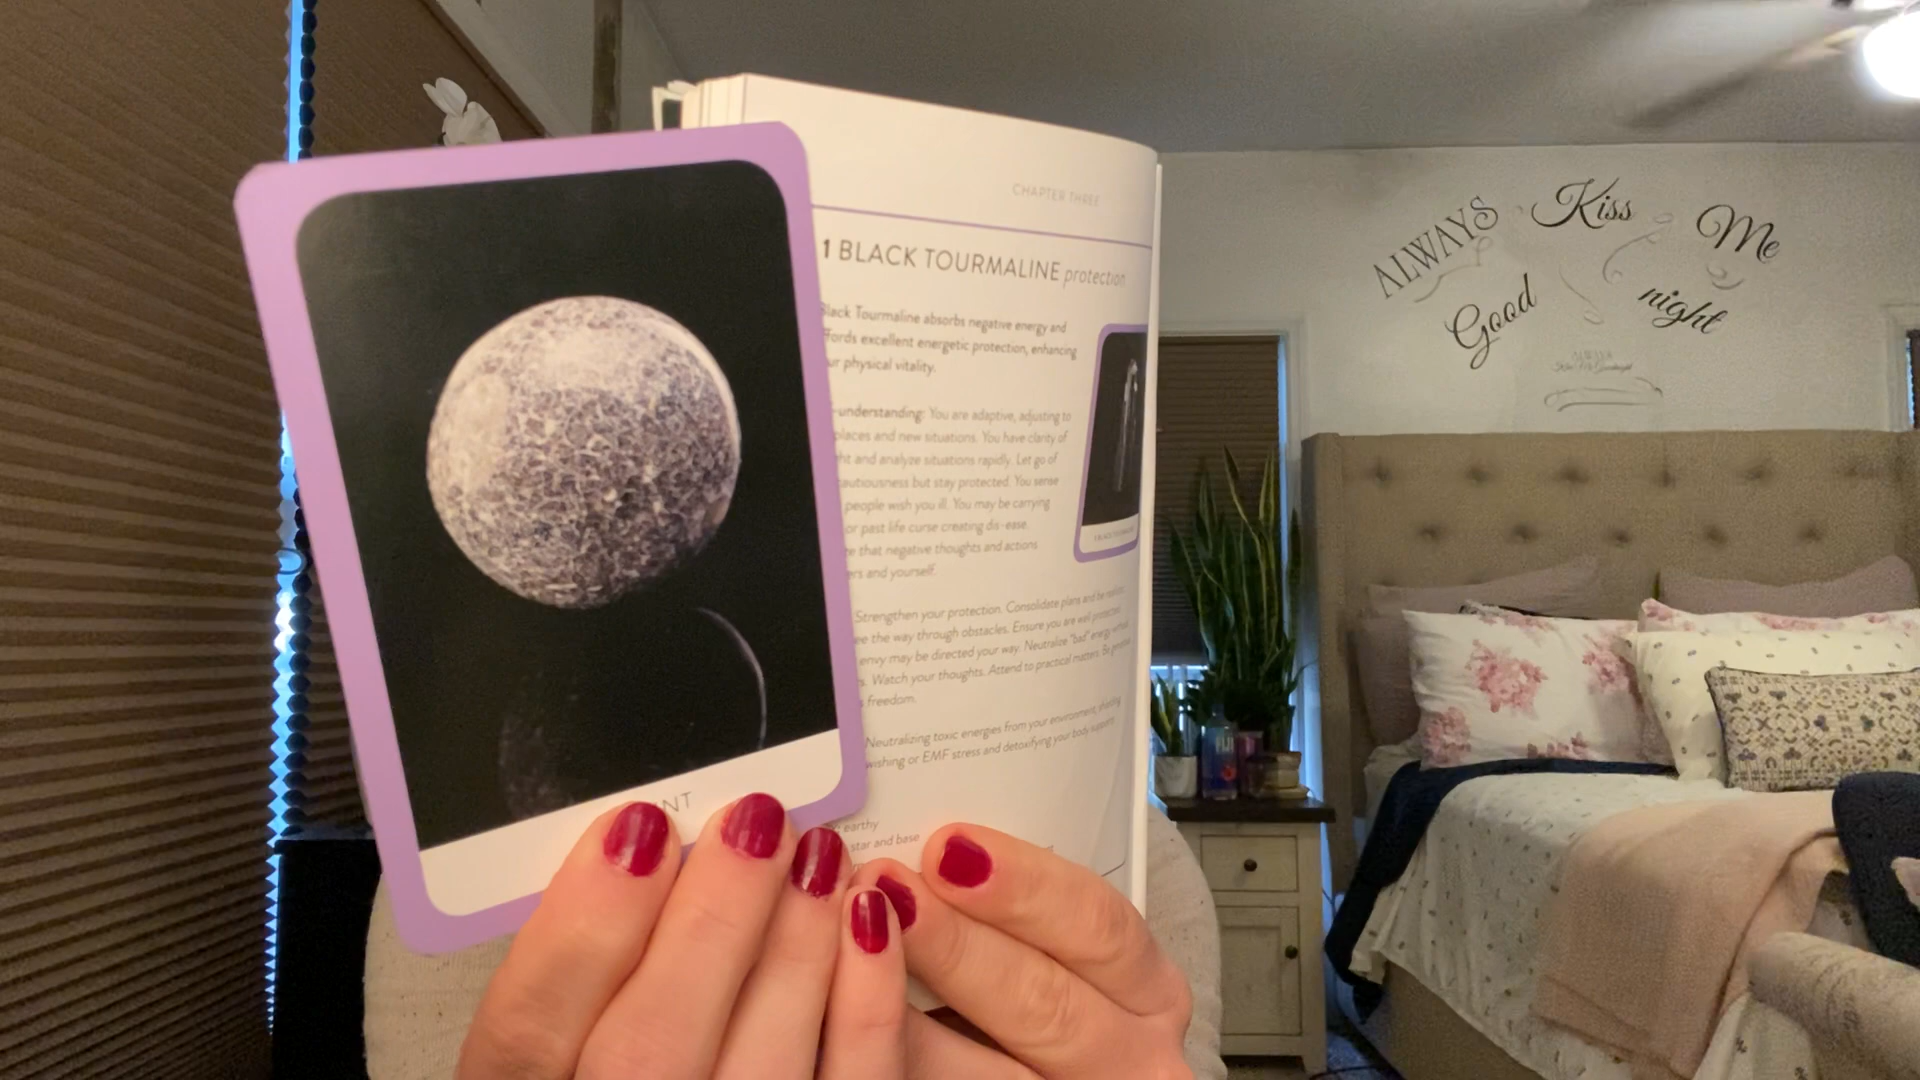 CHAPTER THREE
1 BLACK TOURMALINE protection
Black Tourmaline absorbs negative energy and
excellent energetic protection, enhancing
physical vitality.
understanding: You are adaptive, adjusting to
places and new situations. You have clarity of
and analyze situations rapidly. Let go of
cautiousness but stay protected. You sense
people wish you ill. You may be carrying
or past life curse creating dis-ease.
that negative thoughts and actions
and yourself.
Strengthen your protection. Consolidate plans and be realistic
the way through obstacles. Ensure you are well protected
envy may be directed your way. Neutralize "bad" energy
Watch your thoughts. Attend to practical matters. Be
freedom.
Neutralizing toxic energies from your environment, shielding
wishing or EMF stress and detoxifying your body
earthy
star and base
ALWAYS Kiss Me
Good night
FIJI